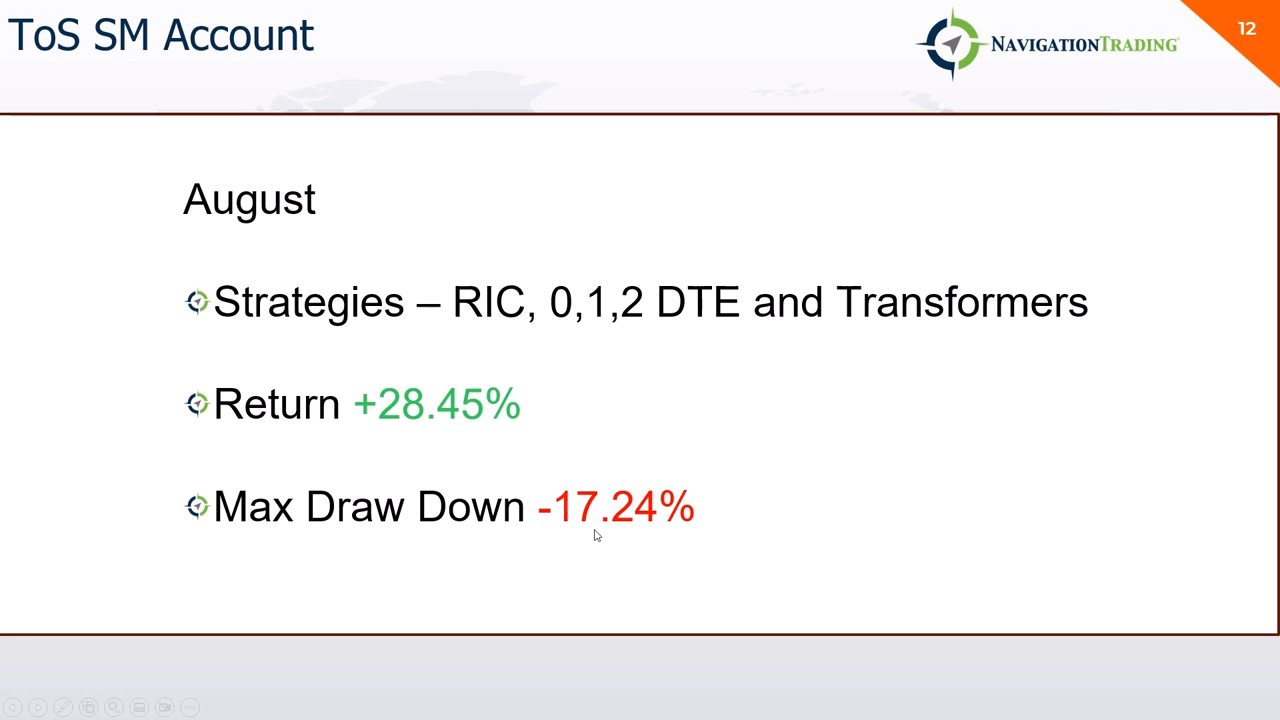 ToS SM Account
NAVIGATIONTRADING®
12
August
Strategies – RIC, 0,1,2 DTE and Transformers
Return +28.45%
Max Draw Down -17.24%